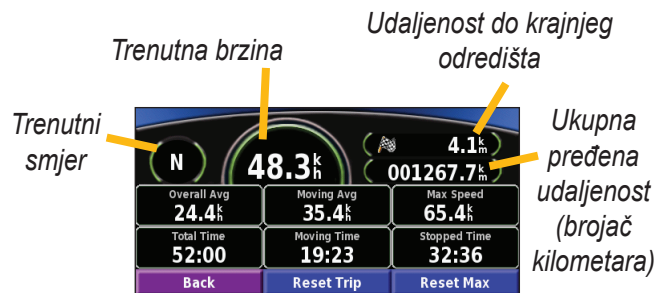 Udaljenost do krajnjeg
odredišta
Trenutna brzina
Trenutni
smjer
Ukupna
pređena
udaljenost
(brojač
kilometara)
N
48.3 k/h
4.1 k/m
001267.7 k/m
Overall Avg
24.4 k/h
Moving Avg
35.4 k/h
Max Speed
65.4 k/h
Total Time
52:00
Moving Time
19:23
Stopped Time
32:36
Back
Reset Trip
Reset Max